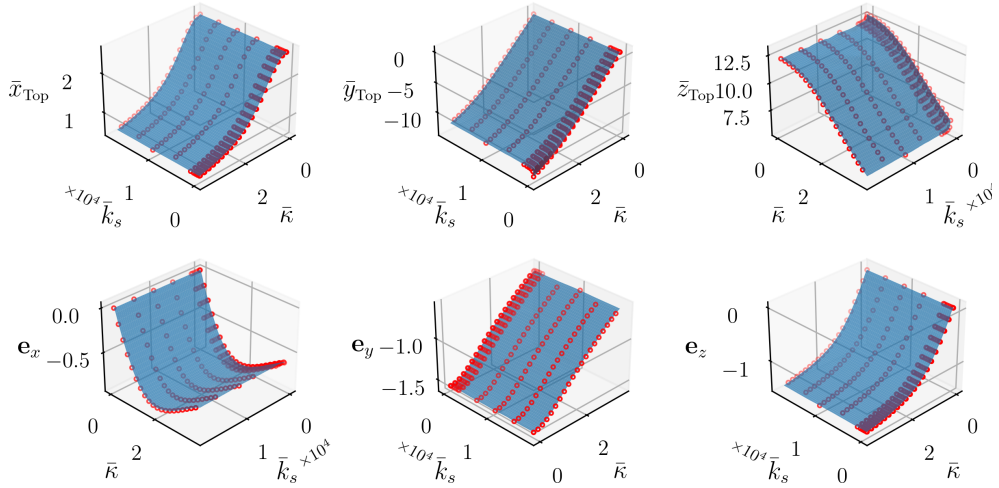 x̄_Top 2 1 ×10⁴ k̄_s 1 0 2 κ̄ 0
ȳ_Top 0 −5 −10 ×10⁴ k̄_s 1 0 2 κ̄ 0
z̄_Top 12.5 10.0 7.5 0 κ̄ 2 1 0 k̄_s ×10⁴
e_x 0.0 −0.5 0 κ̄ 2 1 0 k̄_s ×10⁴
e_y −1.0 −1.5 ×10⁴ k̄_s 1 0 2 κ̄ 0
e_z 0 −1 ×10⁴ k̄_s 1 0 2 κ̄ 0